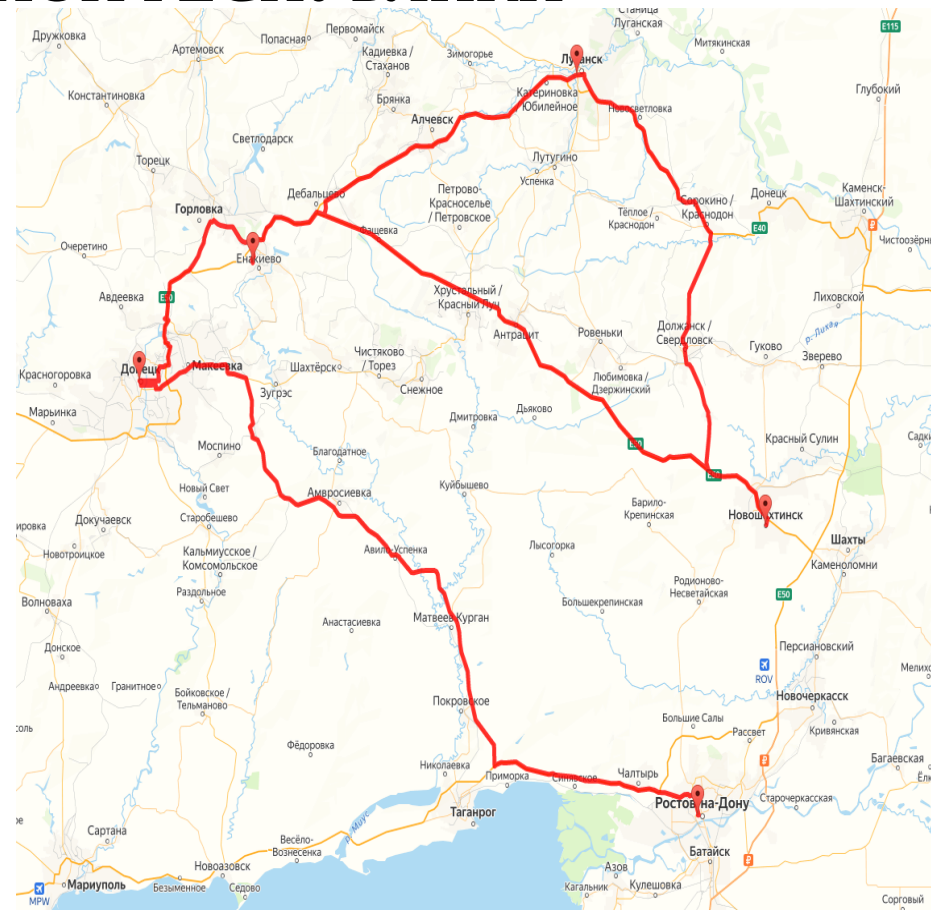 Станица
Луганская
Дружковка
Первомайск
Попасная
Митякинская
E115
Артемовск
Кадиевка /
Стаханов
Зимогорье
Луганск
Глубокий
Константиновка
Брянка
Катериновка
Юбилейное
Новосветловка
Алчевск
Светлодарск
Торецк
Лутугино
Успенка
Петрово-
Красноселье
/ Петровское
Дебальцево
Сорокино /
Краснодон
Донецк
Каменск-
Шахтинский
Горловка
Тёплое /
Краснодон
E40
Фащевка
Очеретино
Енакиево
Авдеевка
Хрустальный /
Красный Луч
Лиховской
р. Лихая
Антрацит
Ровеньки
Должанск /
Свердловск
Гуково
Зверево
Чистяково
/ Торез
Донецк
Макеевка
Шахтёрск
Красногоровка
Зугрэс
Снежное
Любимовка /
Дзержинский
Марьинка
Дмитровка
Дьяково
Моспино
Красный Сулин
Благодатное
Новый Свет
Куйбышево
Амвросиевка
Барило-
Крепинская
Новошахтинск
Докучаевск
Старобешево
Новотроицкое
Кальмиусское /
Комсомольское
Авило-Успенка
Лысогорка
Шахты
Каменоломни
Раздольное
Родионово-
Несветайская
Волноваха
Большекрепинская
E50
Анастасиевка
Матвеев Курган
Донское
Персиановский
ROV
Андреевка
Гранитное
Бойковское /
Тельманово
Покровское
Новочеркасск
Большие Салы
Кривянская
Рассвет
Фёдоровка
Николаевка
Приморка
Синявское
Чалтырь
Багаевская
Ростов-на-Дону
Старочеркасская
Таганрог
р. Миус
Сартана
Весёло-
Вознесенка
Батайск
Новоазовск
Азов
Мариуполь
Безыменное
Седово
Кагальник
Кулешовка
MPW
Сорговый